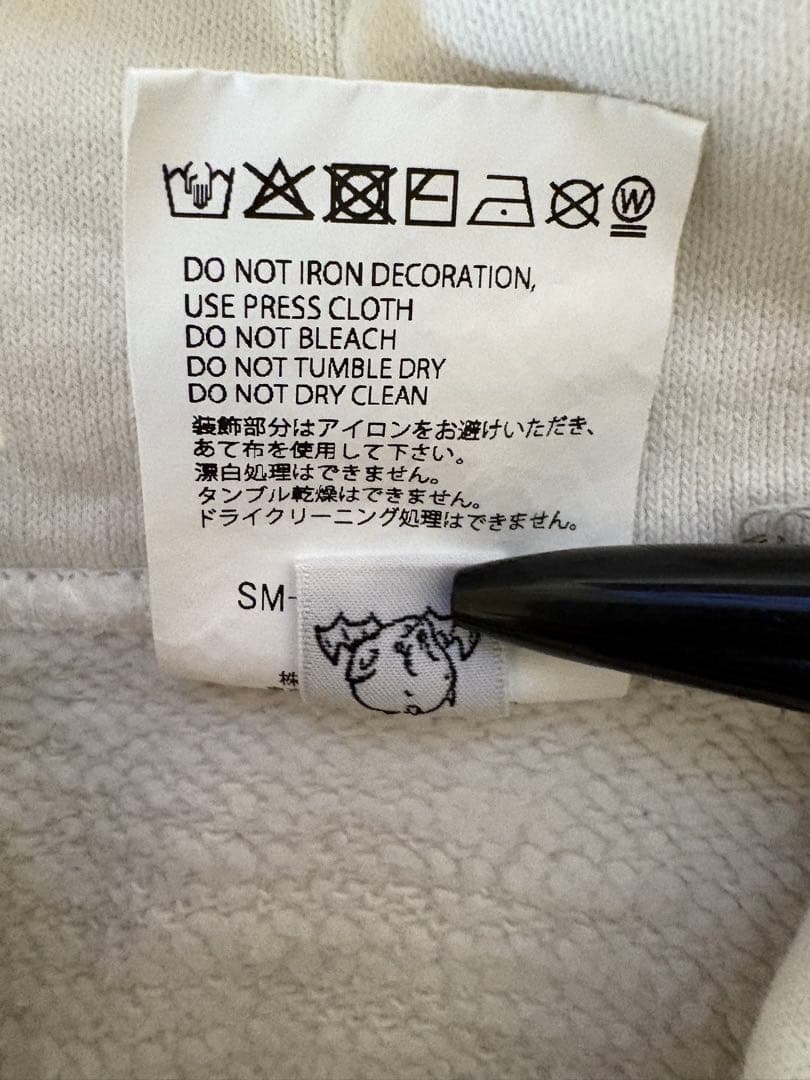 W
DO NOT IRON DECORATION,
USE PRESS CLOTH
DO NOT BLEACH
DO NOT TUMBLE DRY
DO NOT DRY CLEAN
装飾部分はアイロンをお避けいただき、
あて布を使用して下さい。
漂白処理はできません。
タンブル乾燥はできません。
ドライクリーニング処理はできません。
SM-
株